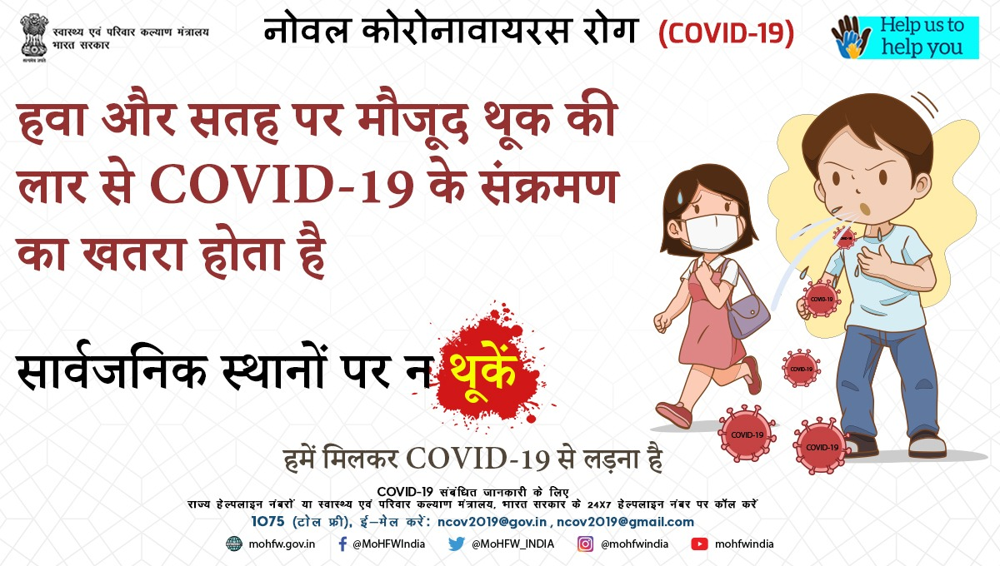 स्वास्थ्य एवं परिवार कल्याण मंत्रालय
भारत सरकार
सत्यमेव जयते
नोवल कोरोनावायरस रोग (COVID-19)
Help us to
help you
हवा और सतह पर मौजूद थूक की
लार से COVID-19 के संक्रमण
का खतरा होता है
सार्वजनिक स्थानों पर न थूकें
COVID-19
COVID-19
COVID-19
COVID-19
COVID-19
हमें मिलकर COVID-19 से लड़ना है
COVID-19 संबंधित जानकारी के लिए
राज्य हेल्पलाइन नंबरों या स्वास्थ्य एवं परिवार कल्याण मंत्रालय, भारत सरकार के 24X7 हेल्पलाइन नंबर पर कॉल करें
1075 (टोल फ्री), ई–मेल करें: ncov2019@gov.in , ncov2019@gmail.com
mohfw.gov.in @MoHFWIndia @MoHFW_INDIA @mohfwindia mohfwindia